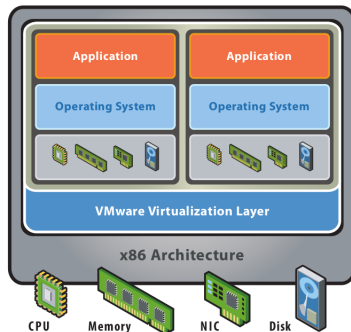 Application
Application
Operating System
Operating System
VMware Virtualization Layer
x86 Architecture
CPU
Memory
NIC
Disk